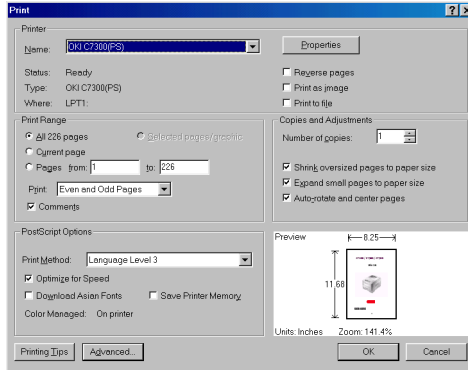 Print
Printer
Name: OKI C7300(PS) Properties
Status: Ready Reverse pages
Type: OKI C7300(PS) Print as image
Where: LPT1: Print to file
Print Range
All 226 pages Selected pages/graphic
Current page
Pages from: 1 to: 226
Print: Even and Odd Pages
Comments
Copies and Adjustments
Number of copies: 1
Shrink oversized pages to paper size
Expand small pages to paper size
Auto-rotate and center pages
PostScript Options
Print Method: Language Level 3
Optimize for Speed
Download Asian Fonts Save Printer Memory
Color Managed: On printer
Preview
8.25
11.68
Units: Inches Zoom: 141.4%
Printing Tips Advanced... OK Cancel